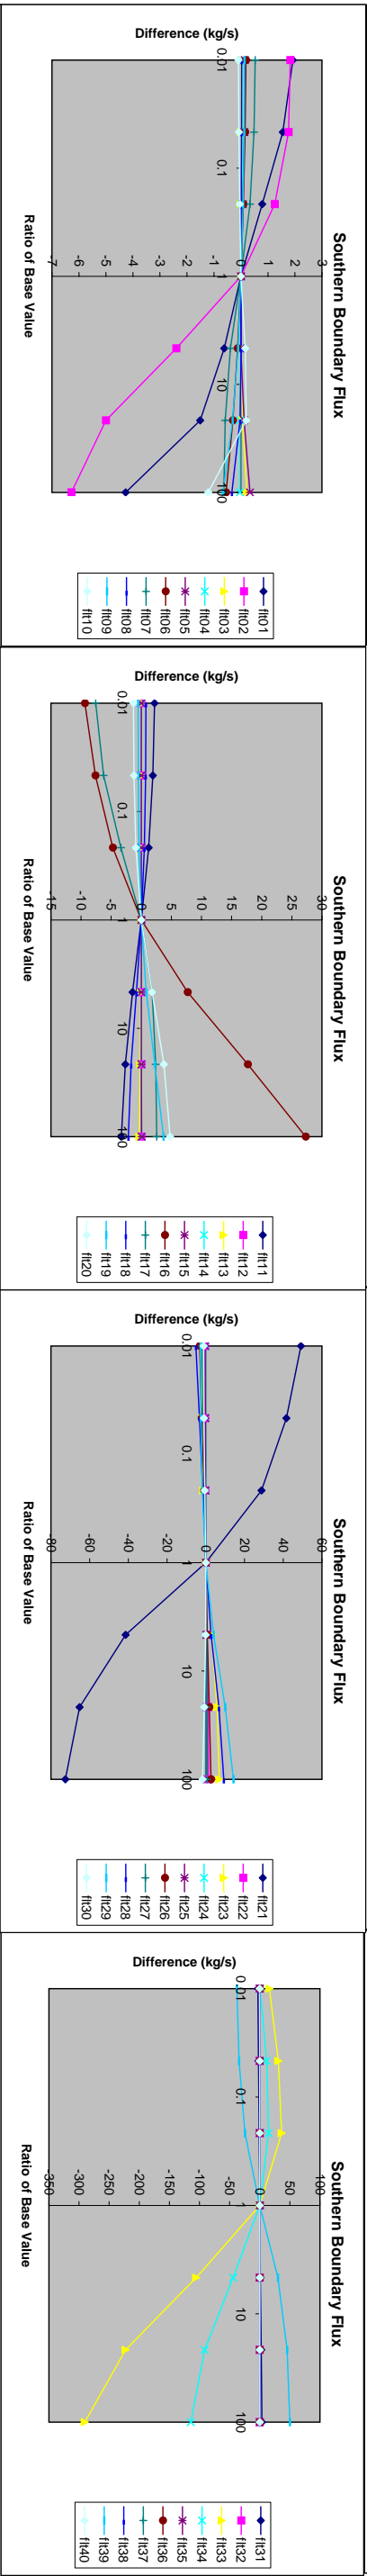 Southern Boundary Flux
Difference (kg/s)
3
2
1
0
-1
-2
-3
-4
-5
-6
-7
0.01
0.1
1
10
100
Ratio of Base Value
flt01
flt02
flt03
flt04
flt05
flt06
flt07
flt08
flt09
flt10
Southern Boundary Flux
Difference (kg/s)
30
25
20
15
10
5
0
-5
-10
-15
0.01
0.1
1
10
100
Ratio of Base Value
flt11
flt12
flt13
flt14
flt15
flt16
flt17
flt18
flt19
flt20
Southern Boundary Flux
Difference (kg/s)
60
40
20
0
-20
-40
-60
-80
0.01
0.1
1
10
100
Ratio of Base Value
flt21
flt22
flt23
flt24
flt25
flt26
flt27
flt28
flt29
flt30
Southern Boundary Flux
Difference (kg/s)
100
50
0
-50
-100
-150
-200
-250
-300
-350
0.01
0.1
1
10
100
Ratio of Base Value
flt31
flt32
flt33
flt34
flt35
flt36
flt37
flt38
flt39
flt40